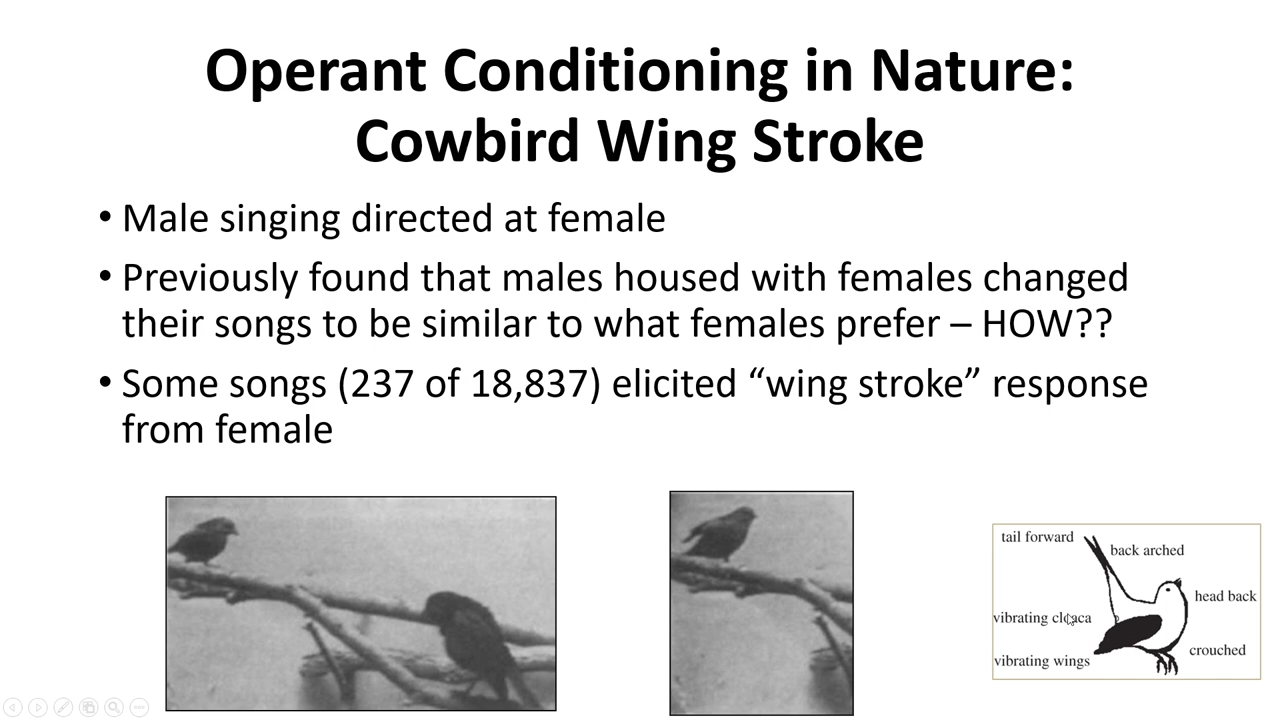 Operant Conditioning in Nature:
Cowbird Wing Stroke
• Male singing directed at female
• Previously found that males housed with females changed
their songs to be similar to what females prefer – HOW??
• Some songs (237 of 18,837) elicited “wing stroke” response
from female
tail forward
back arched
head back
vibrating cloaca
crouched
vibrating wings